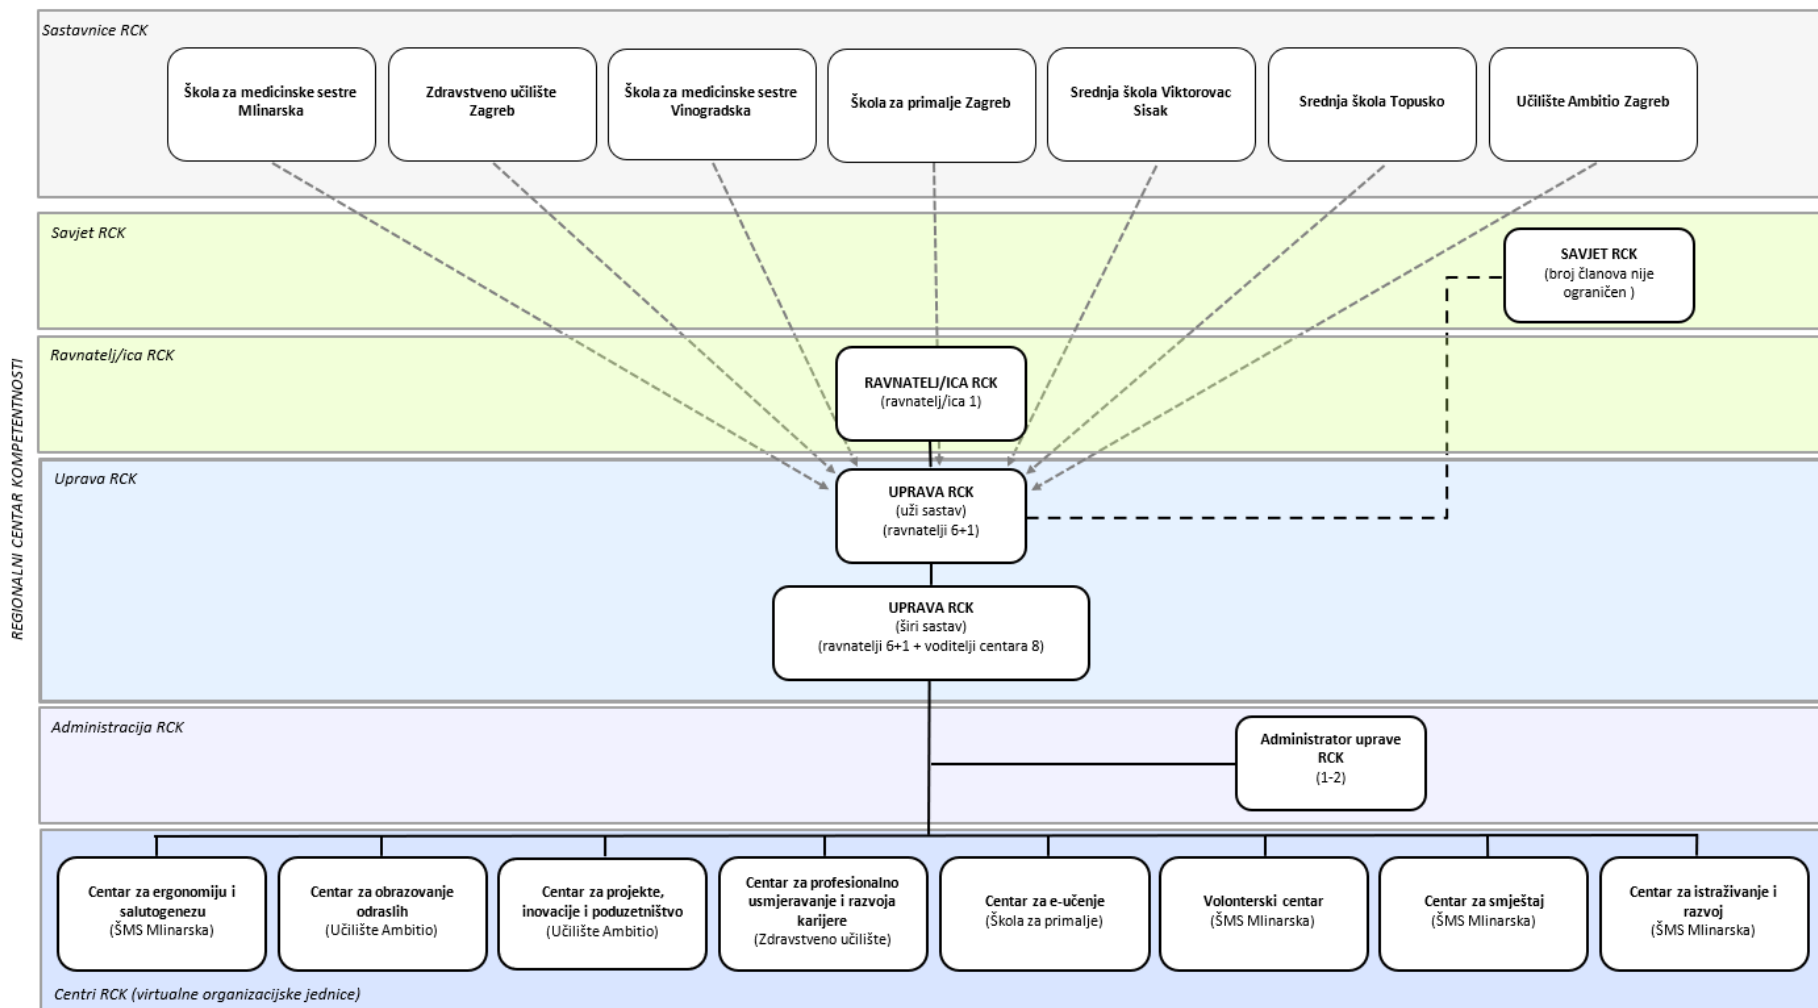 Sastavnice RCK
Škola za medicinske sestre
Mlinarska
Zdravstveno učilište
Zagreb
Škola za medicinske sestre
Vinogradska
Škola za primalje Zagreb
Srednja škola Viktorovac
Sisak
Srednja škola Topusko
Učilište Ambitio Zagreb
Savjet RCK
SAVJET RCK
(broj članova nije
ograničen )
Ravnatelj/ica RCK
RAVNATELJ/ICA RCK
(ravnatelj/ica 1)
REGIONALNI CENTAR KOMPETENTNOSTI
Uprava RCK
UPRAVA RCK
(uži sastav)
(ravnatelji 6+1)
UPRAVA RCK
(širi sastav)
(ravnatelji 6+1 + voditelji centara 8)
Administracija RCK
Administrator uprave
RCK
(1-2)
Centar za ergonomiju i
salutogenezu
(ŠMS Mlinarska)
Centar za obrazovanje
odraslih
(Učilište Ambitio)
Centar za projekte,
inovacije i poduzetništvo
(Učilište Ambitio)
Centar za profesionalno
usmjeravanje i razvoja
karijere
(Zdravstveno učilište)
Centar za e-učenje
(Škola za primalje)
Volonterski centar
(ŠMS Mlinarska)
Centar za smještaj
(ŠMS Mlinarska)
Centar za istraživanje i
razvoj
(ŠMS Mlinarska)
Centri RCK (virtualne organizacijske jednice)